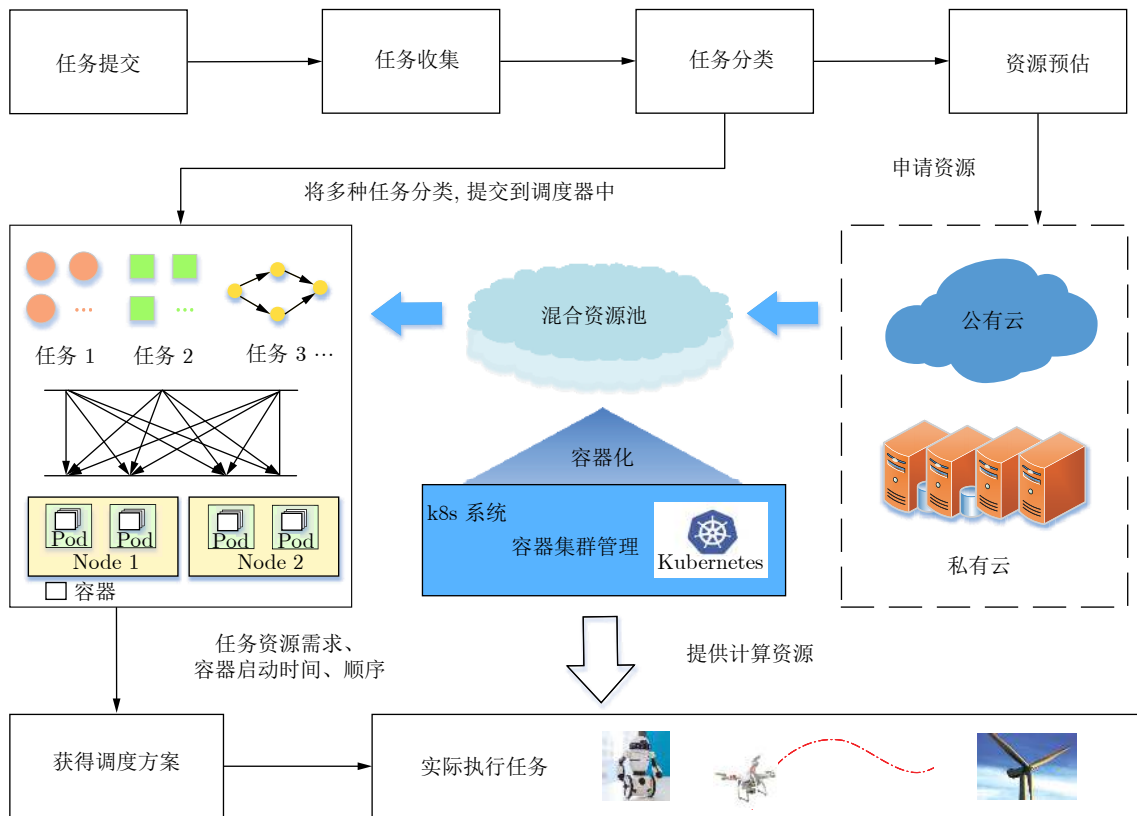 任务提交
任务收集
任务分类
资源预估
将多种任务分类, 提交到调度器中
申请资源
任务 1
任务 2
任务 3 ···
混合资源池
公有云
容器化
k8s 系统
容器集群管理
Kubernetes
私有云
Pod
Pod
Node 1
Pod
Pod
Node 2
容器
任务资源需求、
容器启动时间、顺序
提供计算资源
获得调度方案
实际执行任务